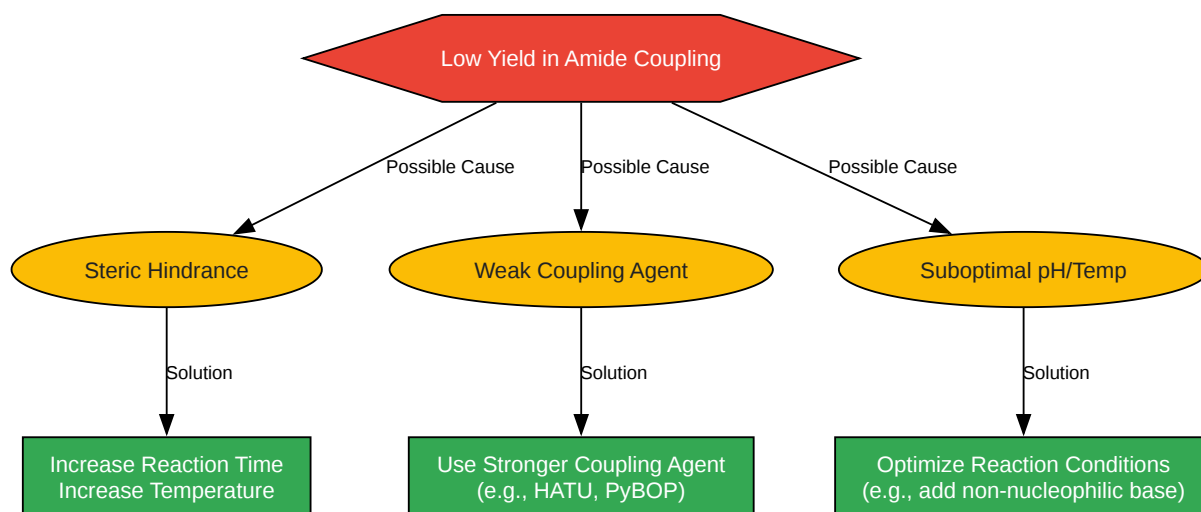 Low Yield in Amide Coupling
Possible Cause
Possible Cause
Possible Cause
Steric Hindrance
Weak Coupling Agent
Suboptimal pH/Temp
Solution
Solution
Solution
Increase Reaction Time
Increase Temperature
Use Stronger Coupling Agent
(e.g., HATU, PyBOP)
Optimize Reaction Conditions
(e.g., add non-nucleophilic base)